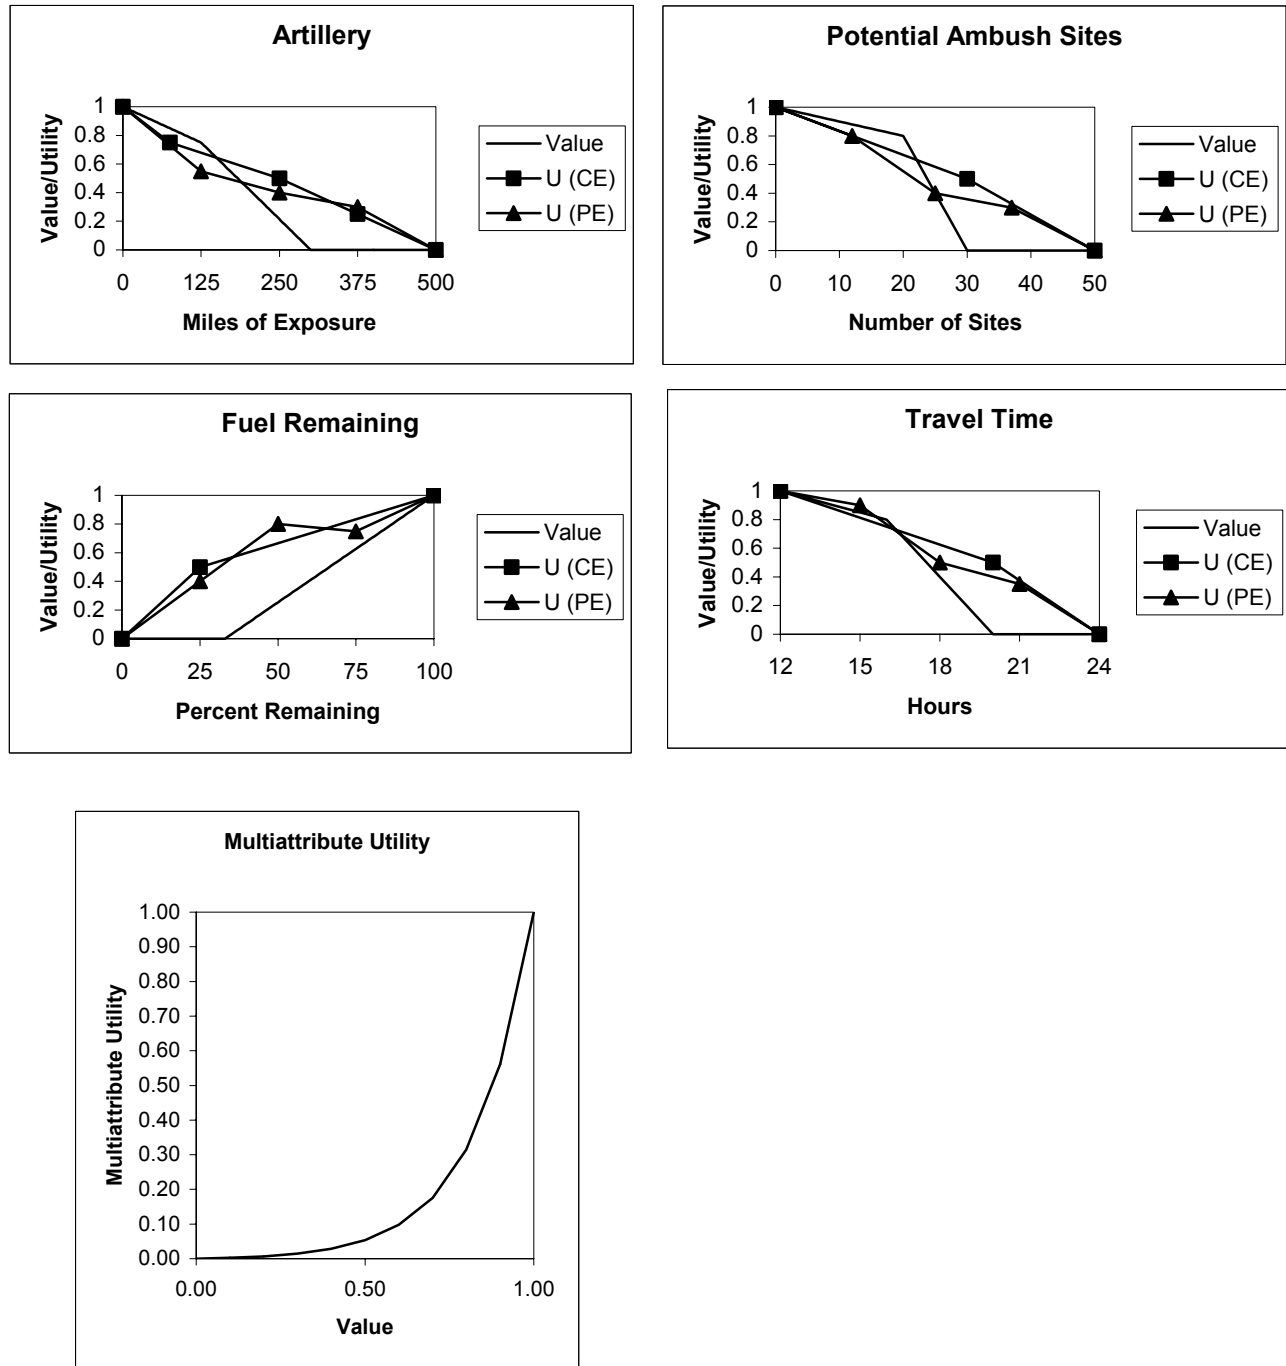 Artillery
Value/Utility
1
0.8
0.6
0.4
0.2
0
0 125 250 375 500
Miles of Exposure
Value
U (CE)
U (PE)
Potential Ambush Sites
Value/Utility
1
0.8
0.6
0.4
0.2
0
0 10 20 30 40 50
Number of Sites
Value
U (CE)
U (PE)
Fuel Remaining
Value/Utility
1
0.8
0.6
0.4
0.2
0
0 25 50 75 100
Percent Remaining
Value
U (CE)
U (PE)
Travel Time
Value/Utility
1
0.8
0.6
0.4
0.2
0
12 15 18 21 24
Hours
Value
U (CE)
U (PE)
Multiattribute Utility
Multiattribute Utility
1.00
0.90
0.80
0.70
0.60
0.50
0.40
0.30
0.20
0.10
0.00
0.00 0.50 1.00
Value